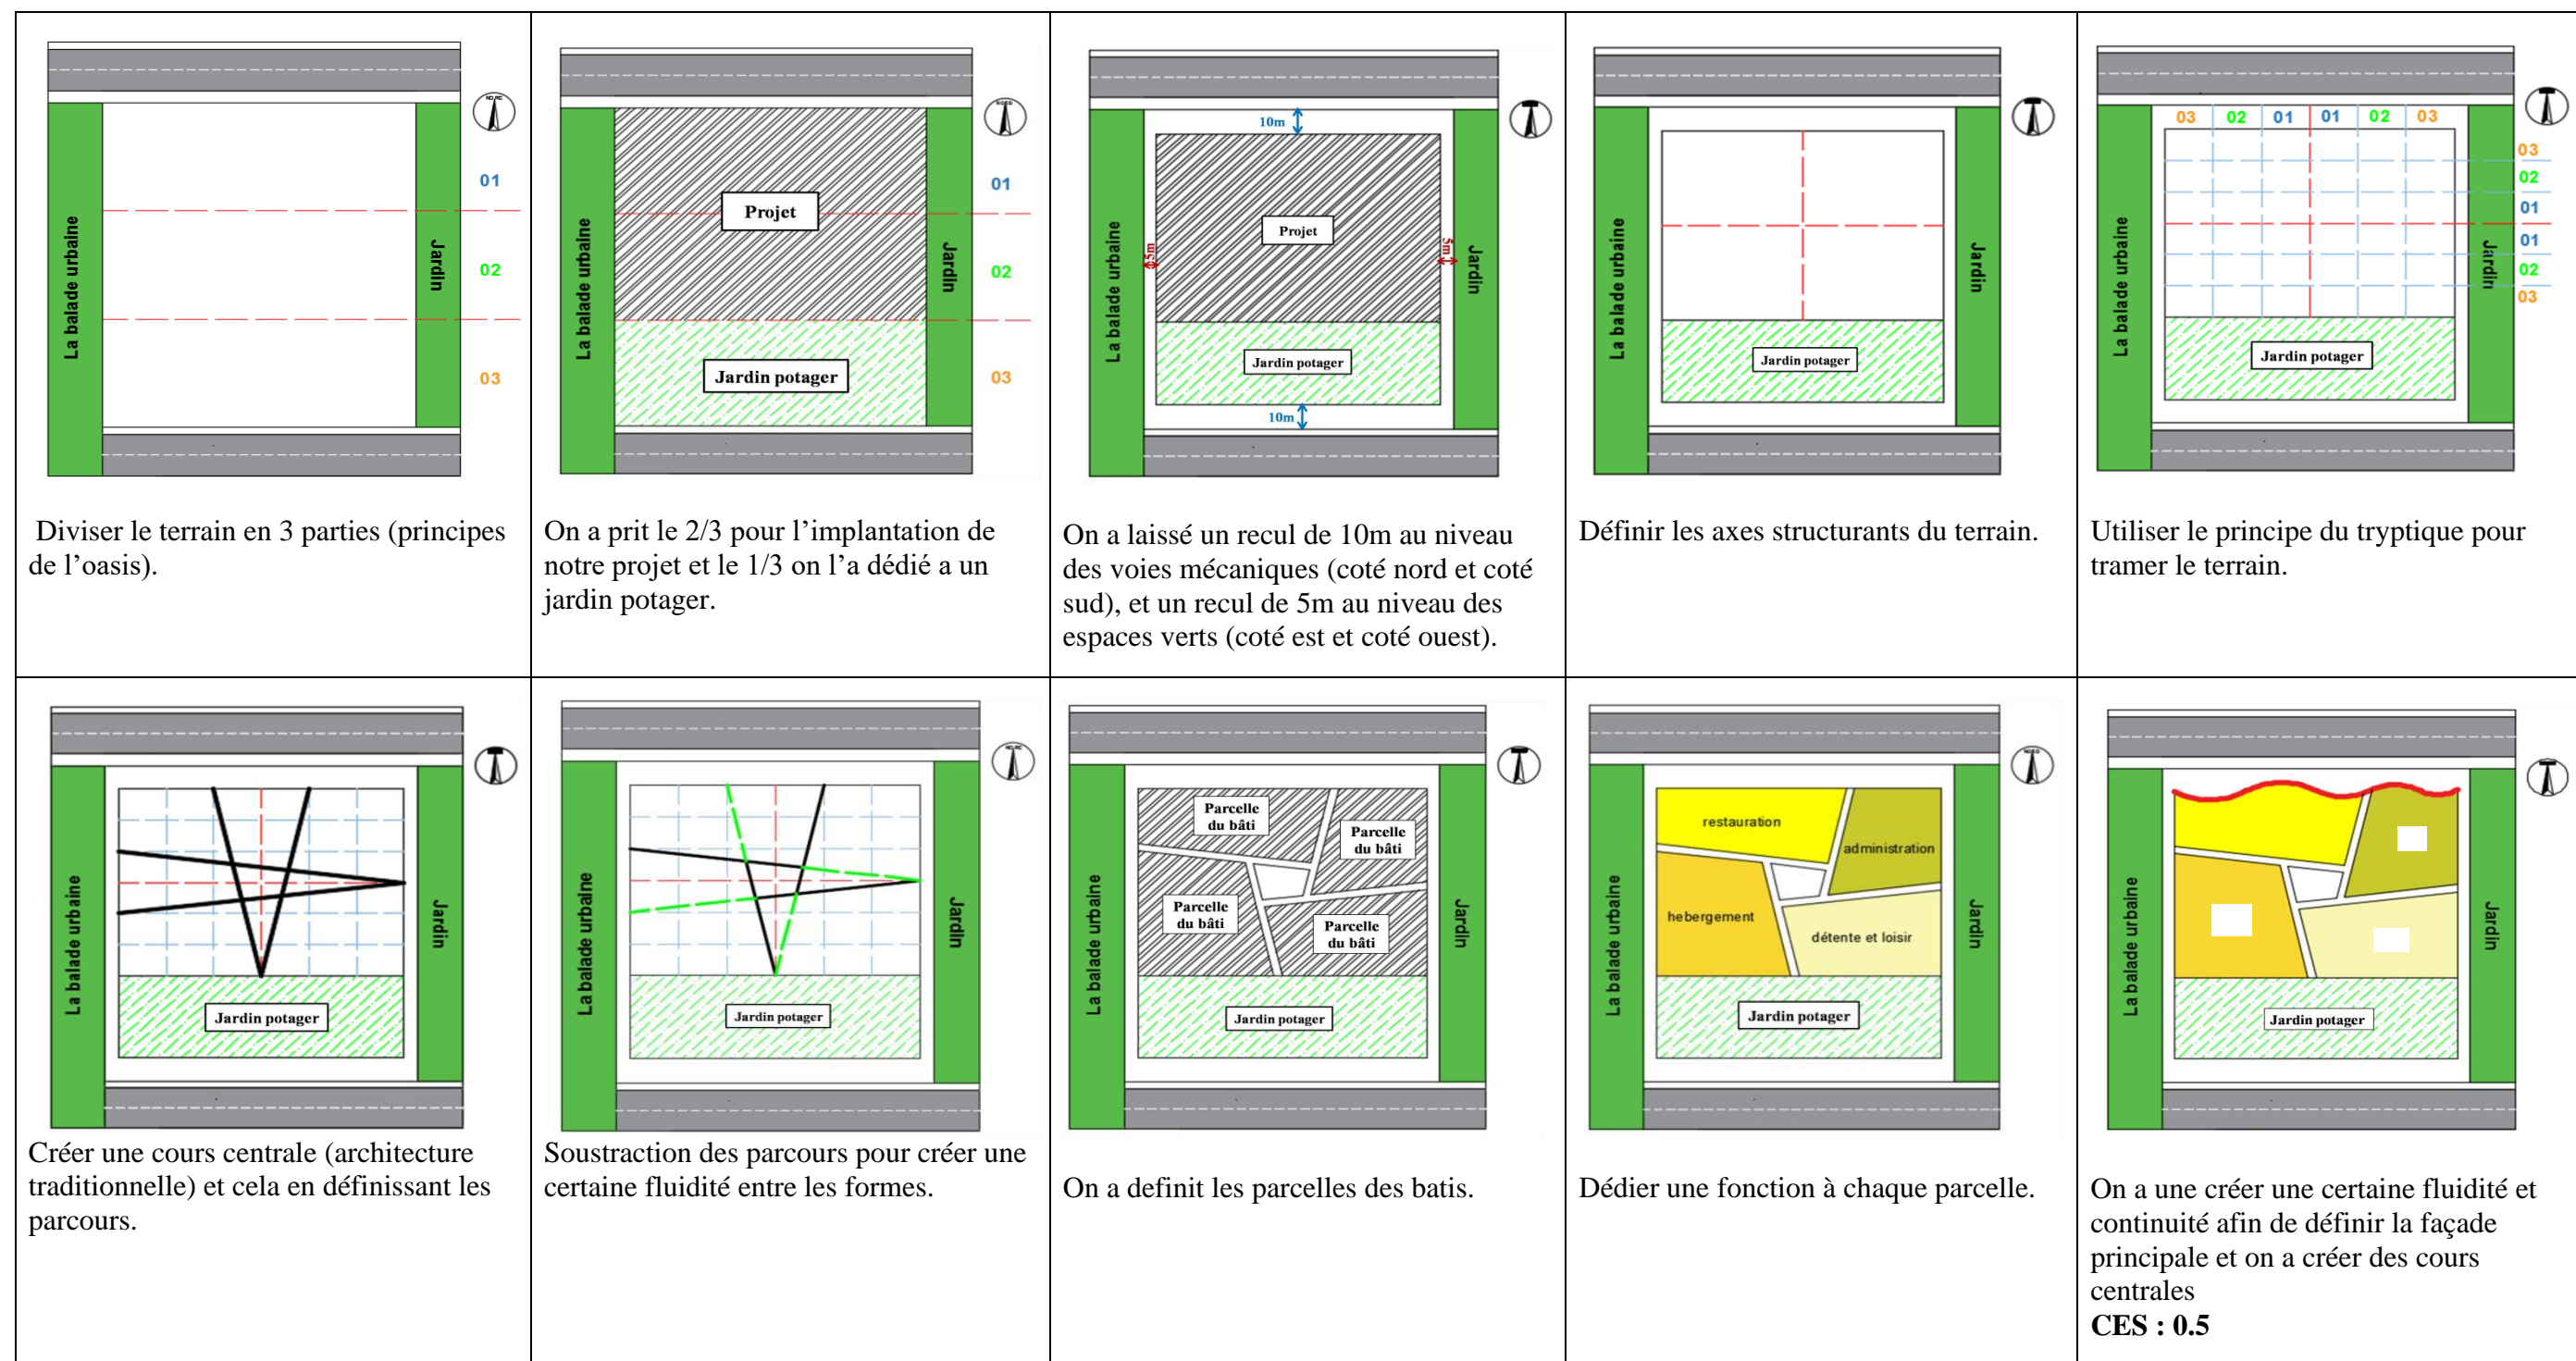 NORD
01
La balade urbaine
Jardin
02
03
Diviser le terrain en 3 parties (principes
de l’oasis).
NORD
01
Projet
La balade urbaine
Jardin
02
Jardin potager
03
On a prit le 2/3 pour l’implantation de
notre projet et le 1/3 on l’a dédié a un
jardin potager.
10m
Projet
La balade urbaine
5m
5m
Jardin
Jardin potager
10m
On a laissé un recul de 10m au niveau
des voies mécaniques (coté nord et coté
sud), et un recul de 5m au niveau des
espaces verts (coté est et coté ouest).
La balade urbaine
Jardin
Jardin potager
Définir les axes structurants du terrain.
03 02 01 01 02 03
03
02
01
01
02
03
La balade urbaine
Jardin
Jardin potager
Utiliser le principe du tryptique pour
tramer le terrain.
La balade urbaine
Jardin
Jardin potager
Créer une cours centrale (architecture
traditionnelle) et cela en définissant les
parcours.
La balade urbaine
Jardin
Jardin potager
Soustraction des parcours pour créer une
certaine fluidité entre les formes.
Parcelle
du bâti
Parcelle
du bâti
La balade urbaine
Parcelle
du bâti
Parcelle
du bâti
Jardin
Jardin potager
On a definit les parcelles des batis.
NORD
restauration
administration
La balade urbaine
hebergement
détente et loisir
Jardin
Jardin potager
Dédier une fonction à chaque parcelle.
La balade urbaine
Jardin
Jardin potager
On a une créer une certaine fluidité et
continuité afin de définir la façade
principale et on a créer des cours
centrales
CES : 0.5